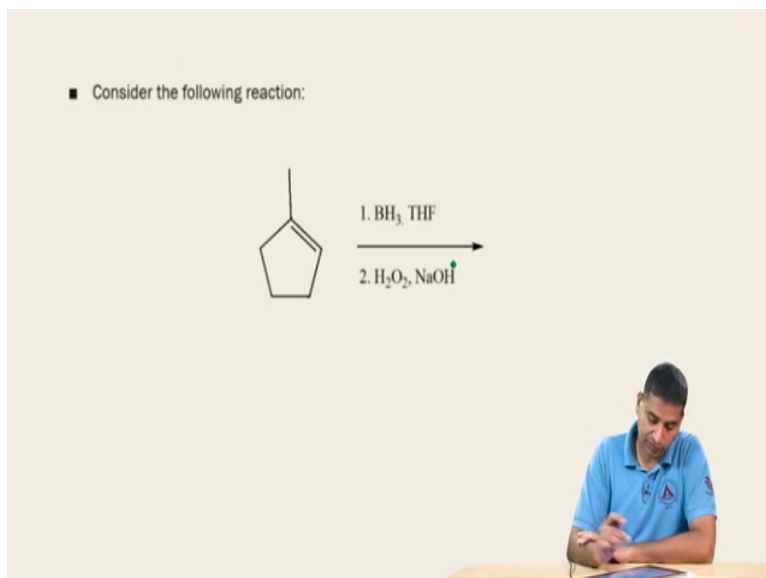 Consider the following reaction:
1. BH₃, THF
2. H₂O₂, NaOH